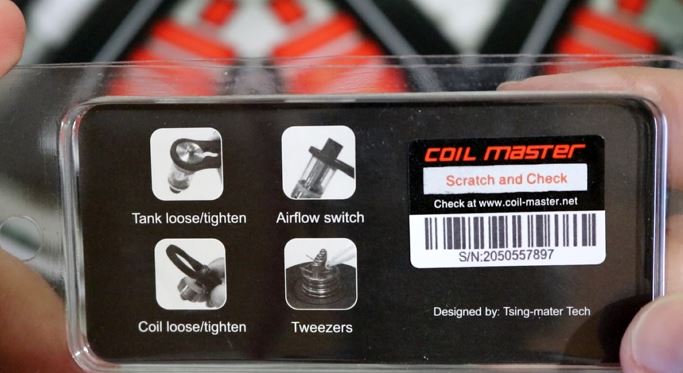 Tank loose/tighten
Airflow switch
Coil loose/tighten
Tweezers
COIL MASTER
Scratch and Check
Check at www.coil-master.net
S/N:2050557897
Designed by: Tsing-mater Tech